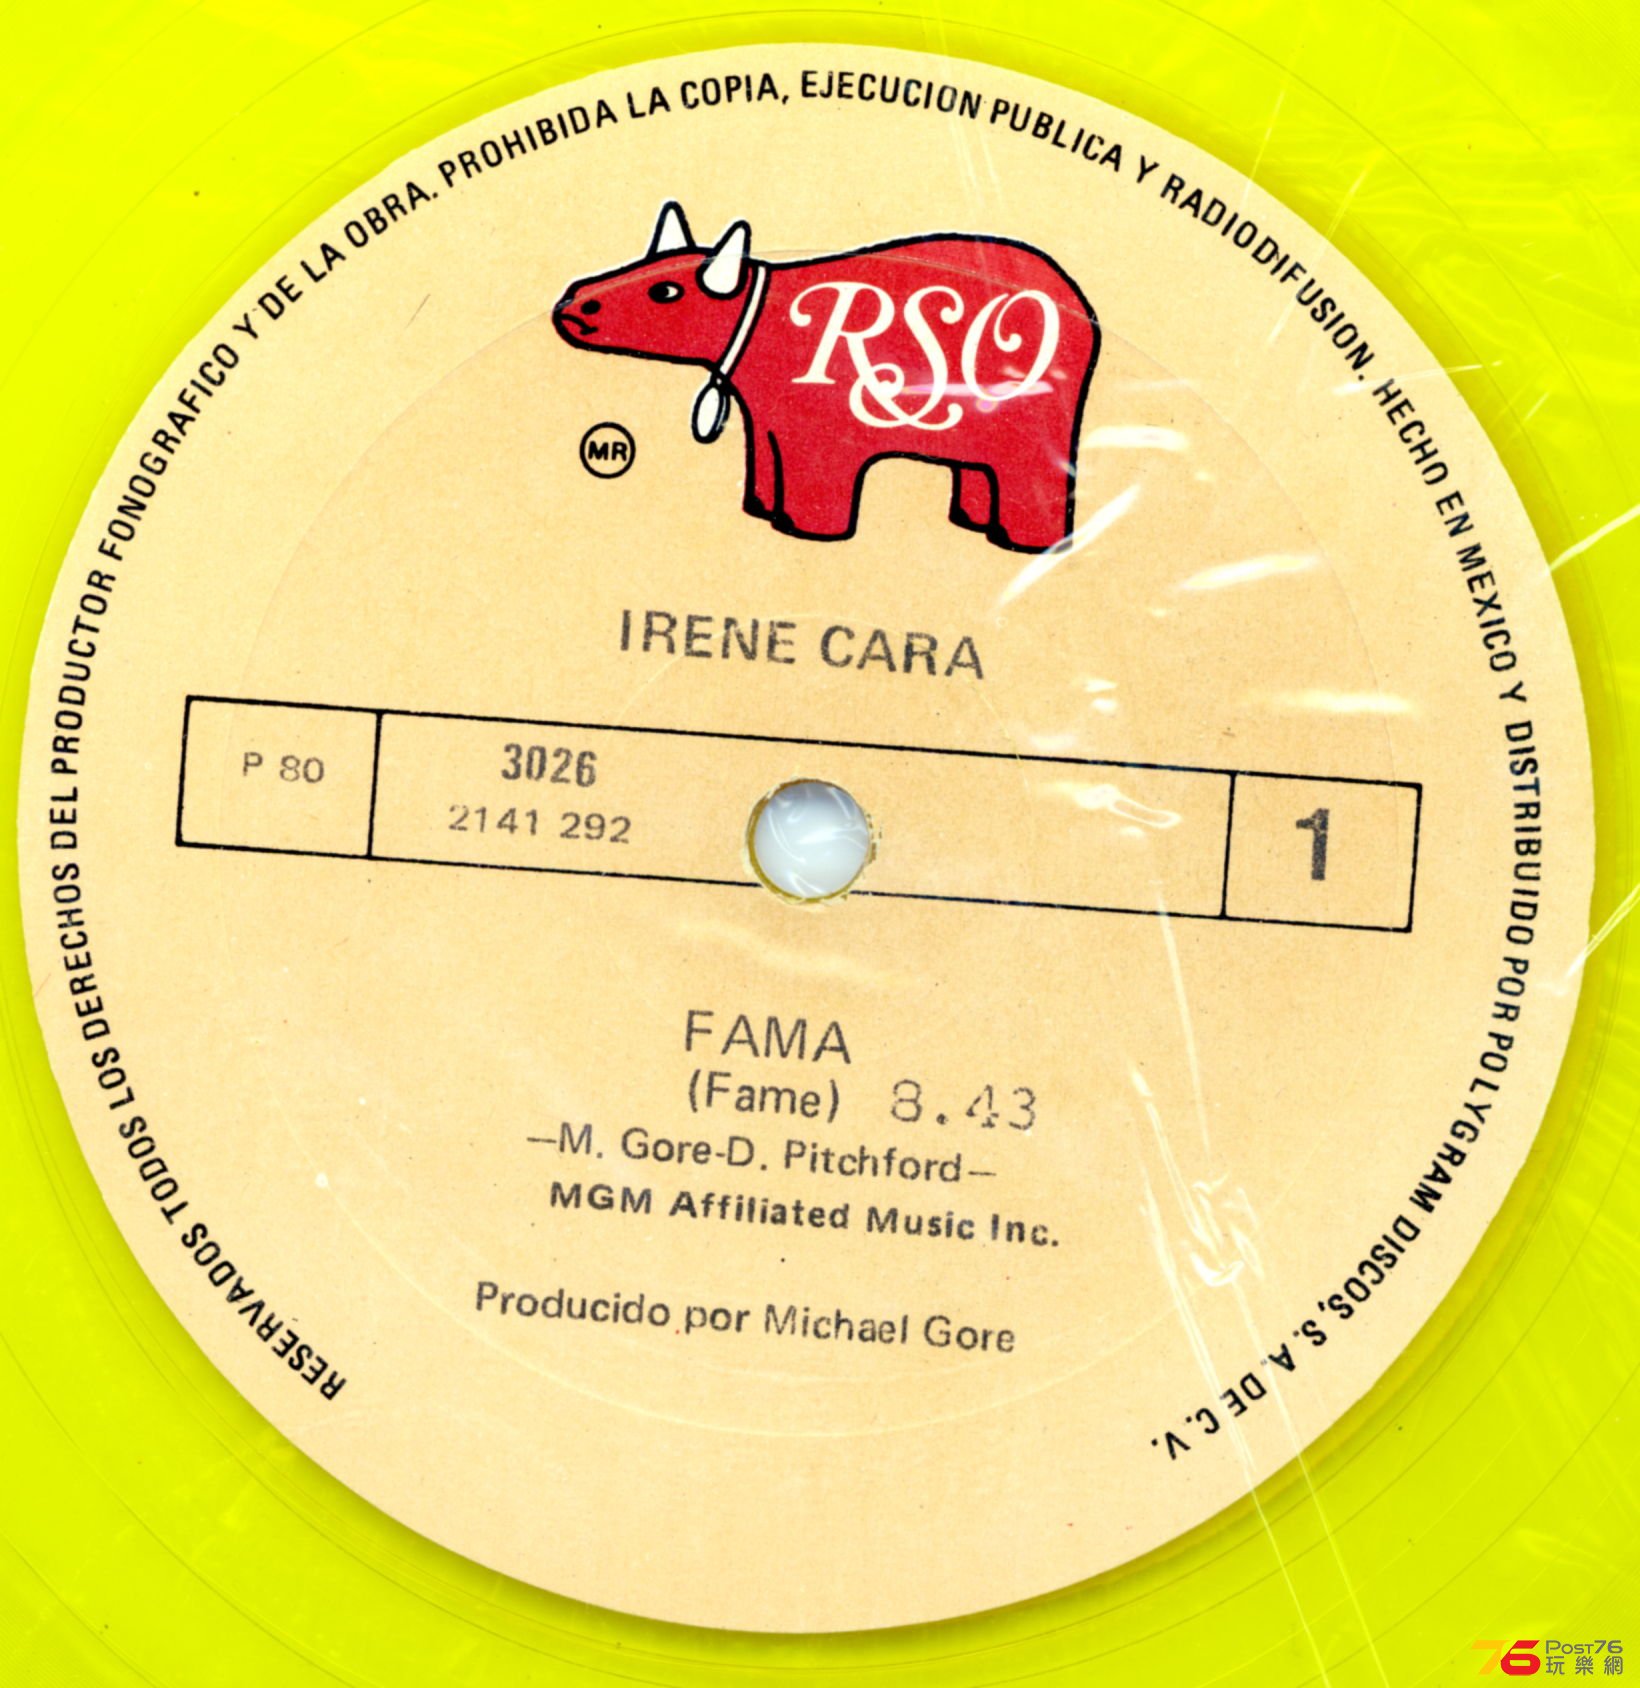 RESERVADOS TODOS LOS DERECHOS DEL PRODUCTOR FONOGRAFICO Y DE LA OBRA. PROHIBIDA LA COPIA, EJECUCION PUBLICA Y RADIODIFUSION. HECHO EN MEXICO Y DISTRIBUIDO POR POLYGRAM DISCOS, S. A. DE C. V.
RSO
MR
IRENE CARA
P 80
3026
2141 292
1
FAMA
(Fame) 8.43
—M. Gore-D. Pitchford—
MGM Affiliated Music Inc.
Producido por Michael Gore
76 POST76
玩樂網